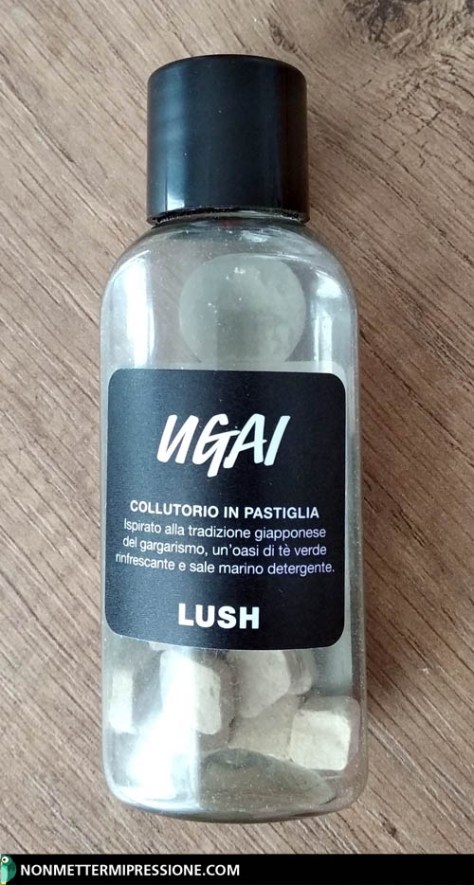 UGAI
COLLUTORIO IN PASTIGLIA
Ispirato alla tradizione giapponese
del gargarismo, un'oasi di tè verde
rinfrescante e sale marino detergente.
LUSH
NONMETTERMIPRESSIONE.COM